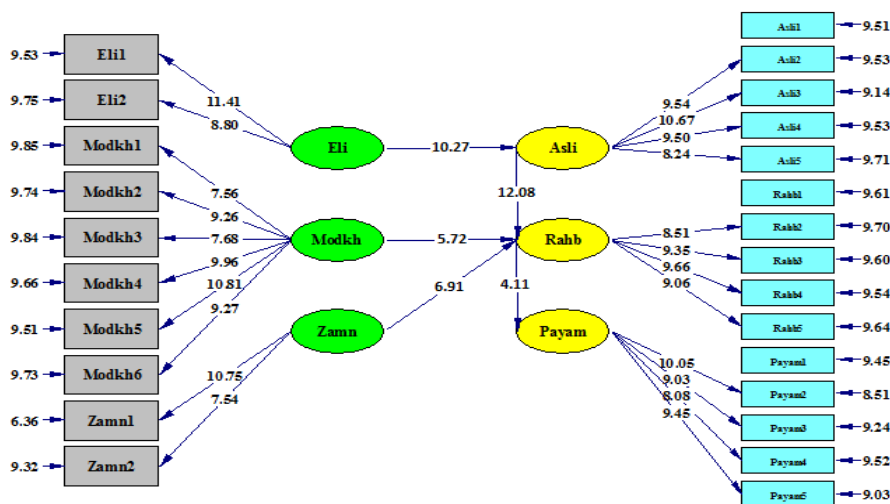 9.53 Eli1
9.75 Eli2
9.85 Modkh1
9.74 Modkh2
9.84 Modkh3
9.66 Modkh4
9.51 Modkh5
9.73 Modkh6
6.36 Zamn1
9.32 Zamn2
11.41
8.80
7.56
9.26
7.68
9.96
10.81
9.27
10.75
7.54
Eli
Modkh
Zamn
10.27
12.08
5.72
6.91
4.11
Asli
Rahb
Payam
9.54
10.67
9.50
8.24
8.51
9.35
9.66
9.06
10.05
9.03
8.08
9.45
Asli1 9.51
Asli2 9.53
Asli3 9.14
Asli4 9.53
Asli5 9.71
Rahb1 9.61
Rahb2 9.70
Rahb3 9.60
Rahb4 9.54
Rahb5 9.64
Payam1 9.45
Payam2 8.51
Payam3 9.24
Payam4 9.52
Payam5 9.03